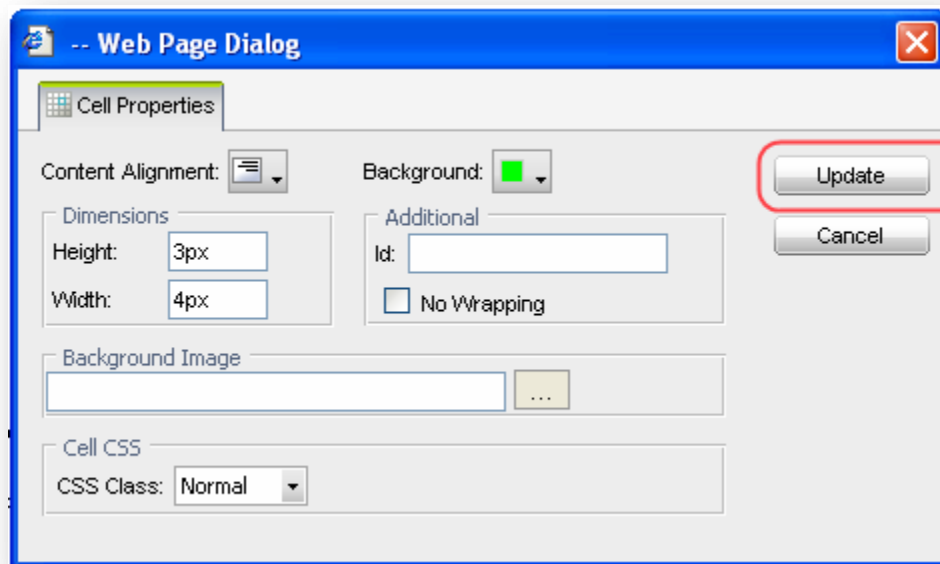 -- Web Page Dialog
Cell Properties
Content Alignment:
Background:
Update
Dimensions
Additional
Height: 3px
Id:
Cancel
Width: 4px
No Wrapping
Background Image
...
Cell CSS
CSS Class: Normal